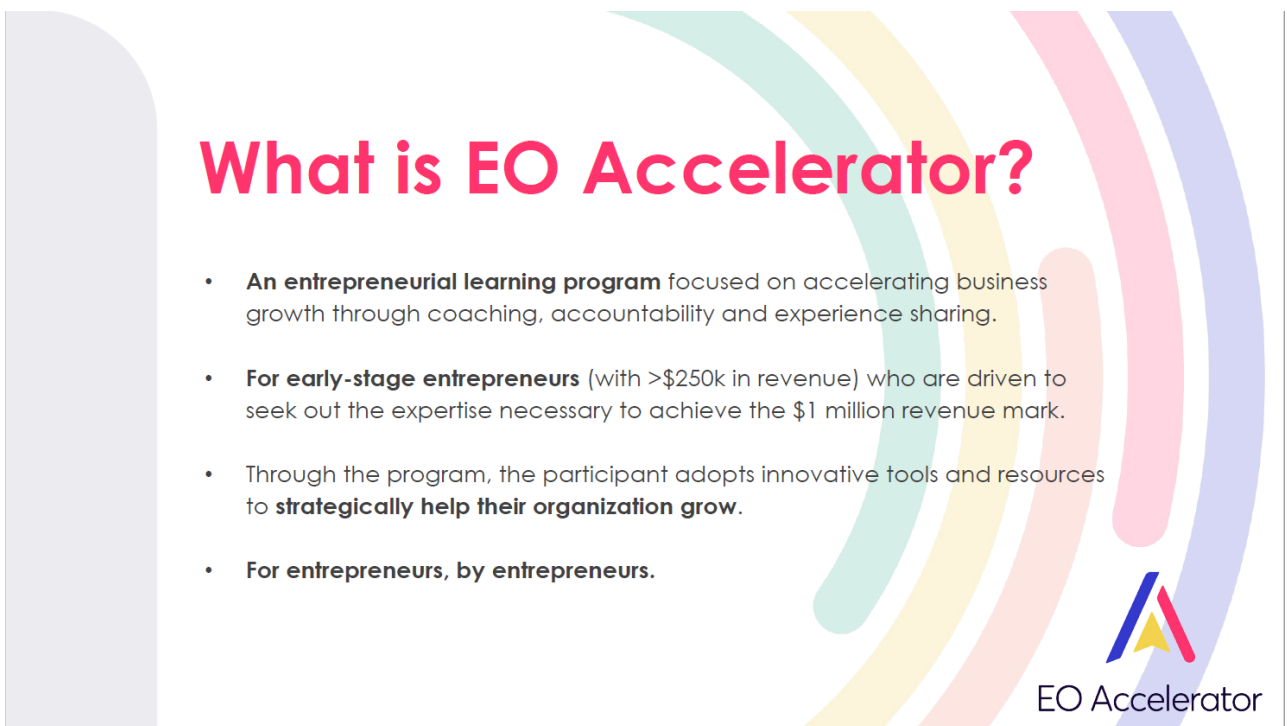 What is EO Accelerator?
• An entrepreneurial learning program focused on accelerating business
growth through coaching, accountability and experience sharing.
• For early-stage entrepreneurs (with >$250k in revenue) who are driven to
seek out the expertise necessary to achieve the $1 million revenue mark.
• Through the program, the participant adopts innovative tools and resources
to strategically help their organization grow.
• For entrepreneurs, by entrepreneurs.
EO Accelerator